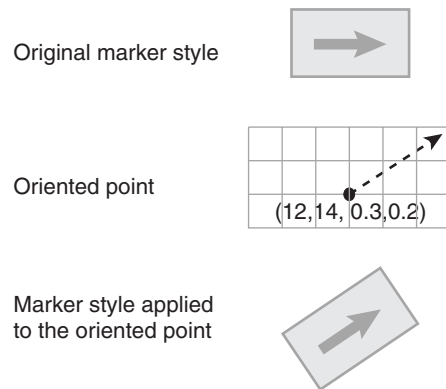 Original marker style
Oriented point
(12,14, 0.3,0.2)
Marker style applied
to the oriented point